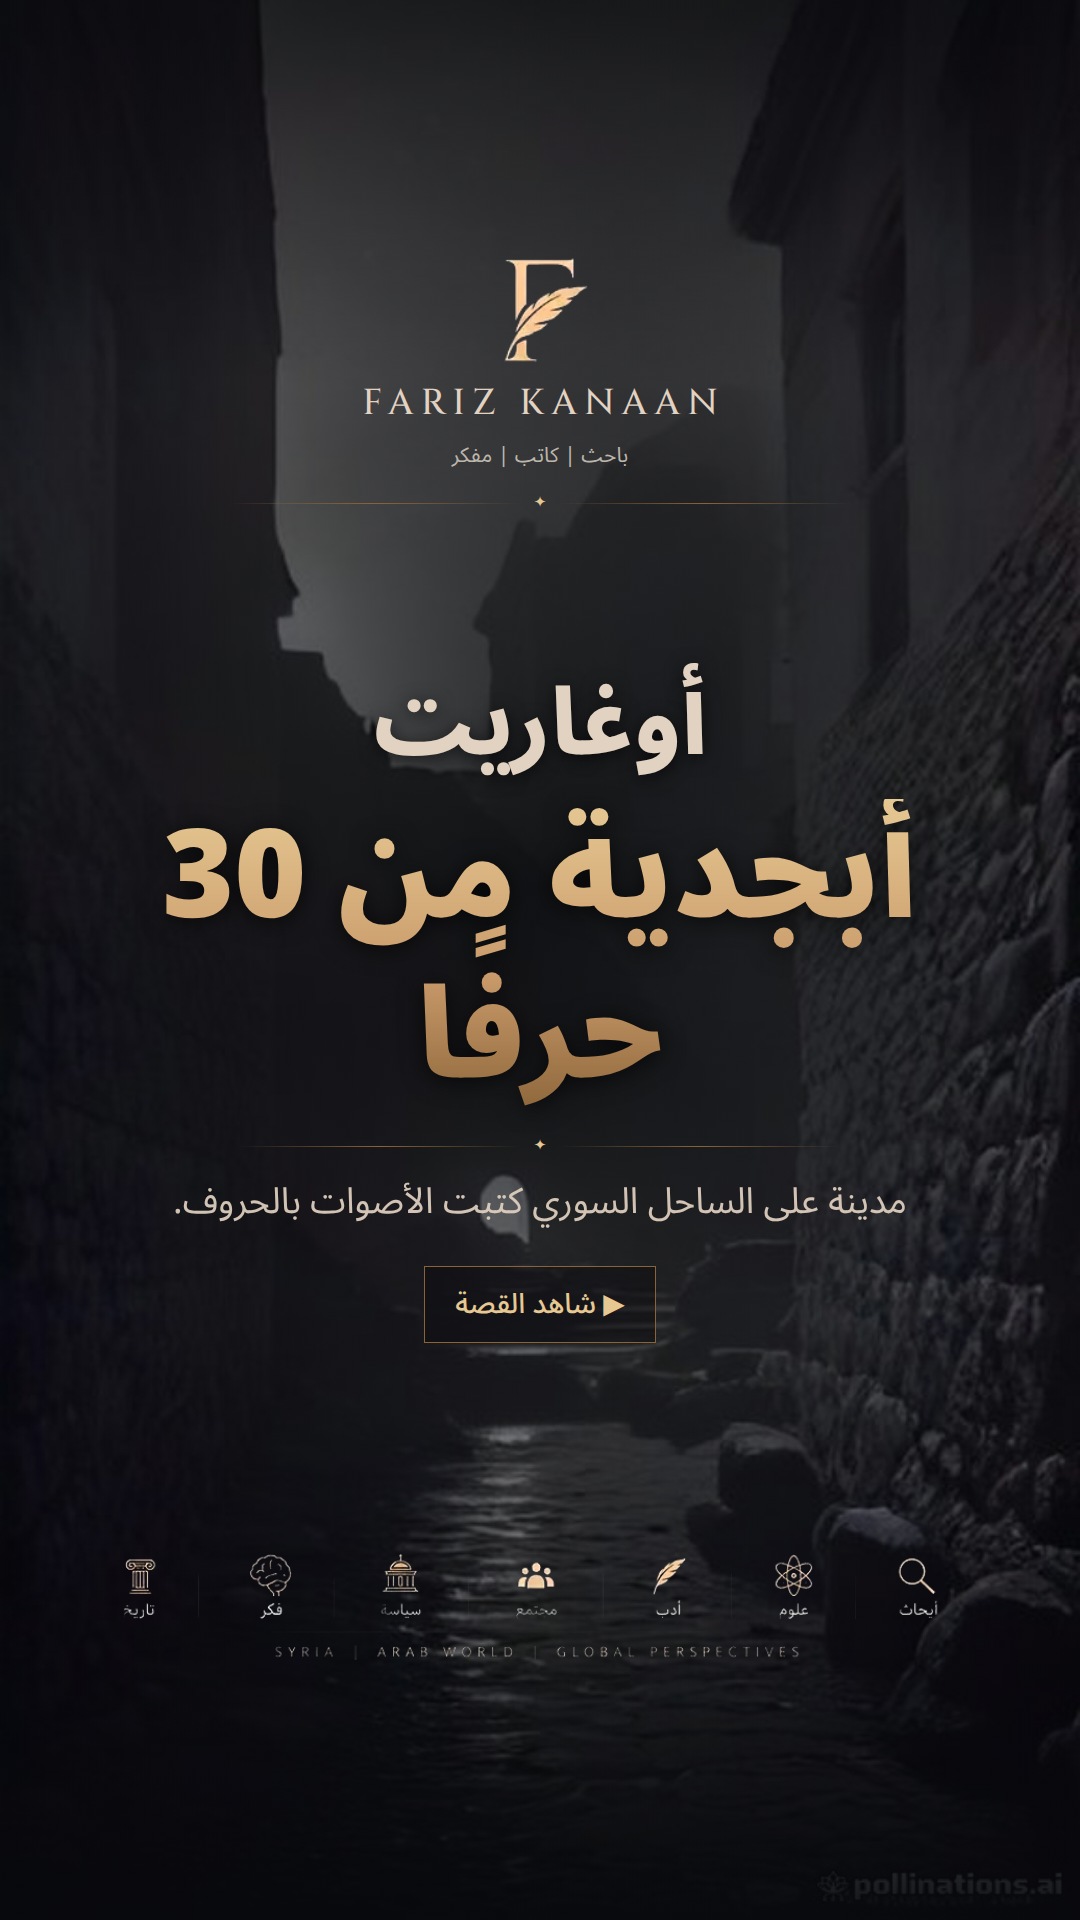 FARIZ KANAAN
باحث | كاتب | مفكر
أوغاريت
أبجدية مِن 30
حرفًا
مدينة على الساحل السوري كتبت الأصوات بالحروف.
▶ شاهد القصة
أبحاث علوم أدب مجتمع سياسة فكر تاريخ
SYRIA | ARAB WORLD | GLOBAL PERSPECTIVES
pollinations.ai